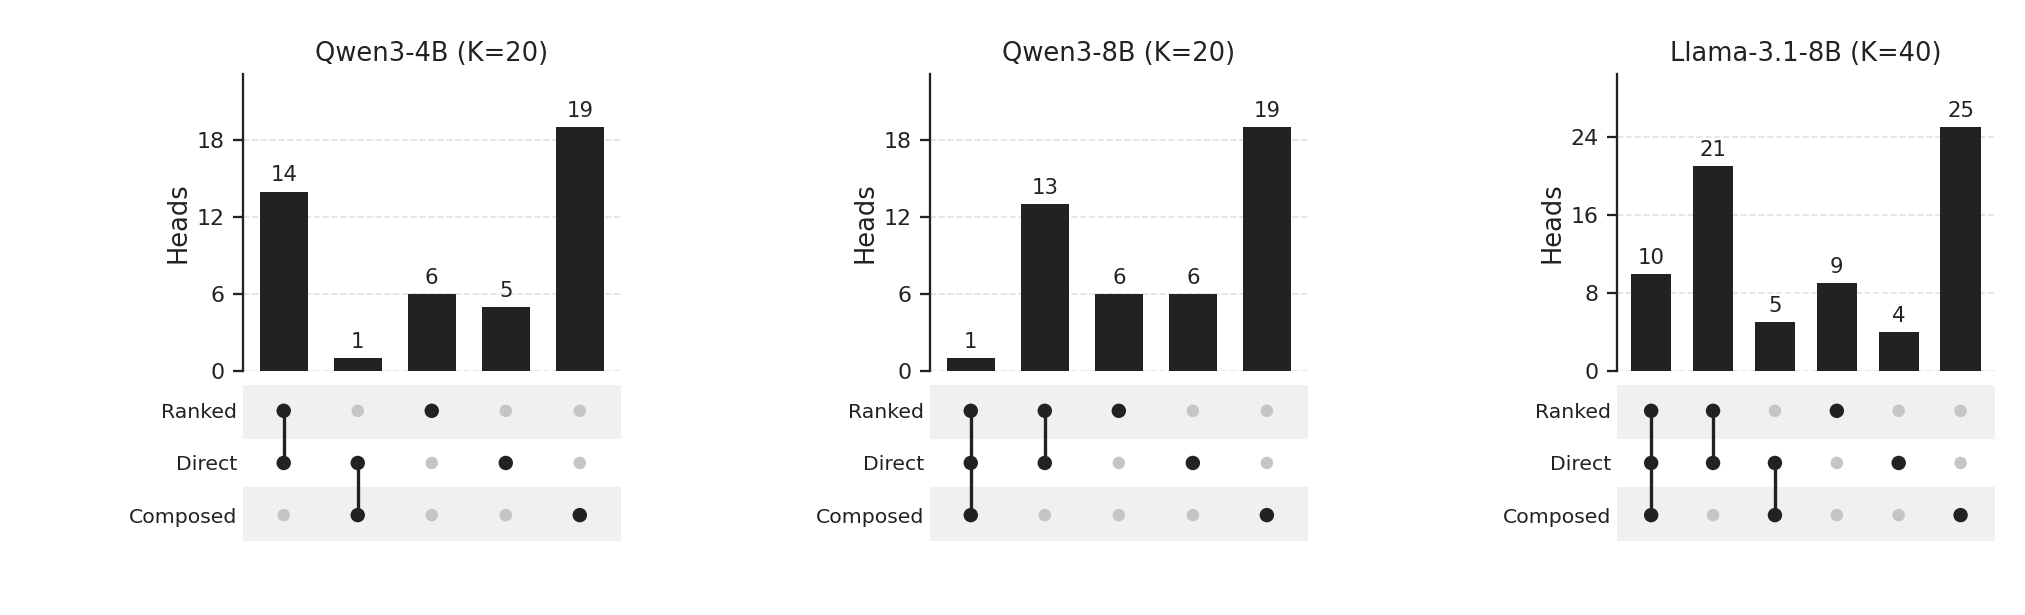 Qwen3-4B (K=20)
Heads
18
12
6
0
14
1
6
5
19
Ranked
Direct
Composed
Qwen3-8B (K=20)
Heads
18
12
6
0
1
13
6
6
19
Ranked
Direct
Composed
Llama-3.1-8B (K=40)
Heads
24
16
8
0
10
21
5
9
4
25
Ranked
Direct
Composed